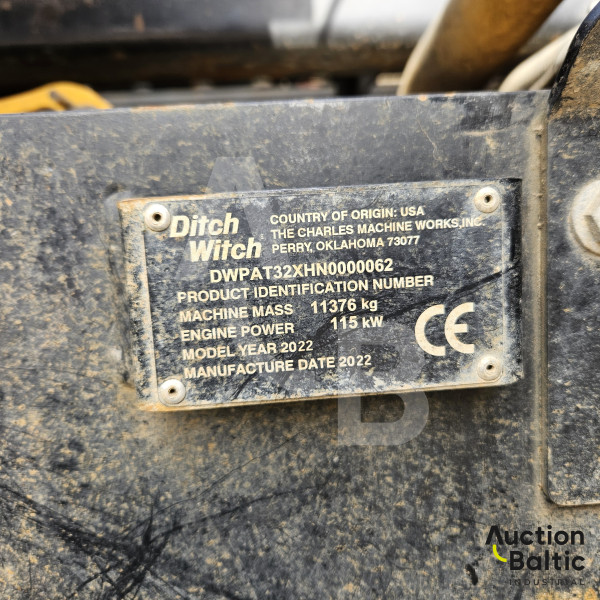 Ditch Witch
COUNTRY OF ORIGIN: USA
THE CHARLES MACHINE WORKS,INC.
PERRY, OKLAHOMA 73077
DWPAT32XHN0000062
PRODUCT IDENTIFICATION NUMBER
MACHINE MASS 11376 kg
ENGINE POWER 115 kW
MODEL YEAR 2022
MANUFACTURE DATE 2022
CE
A
B
Auction
Baltic
INDUSTRIAL